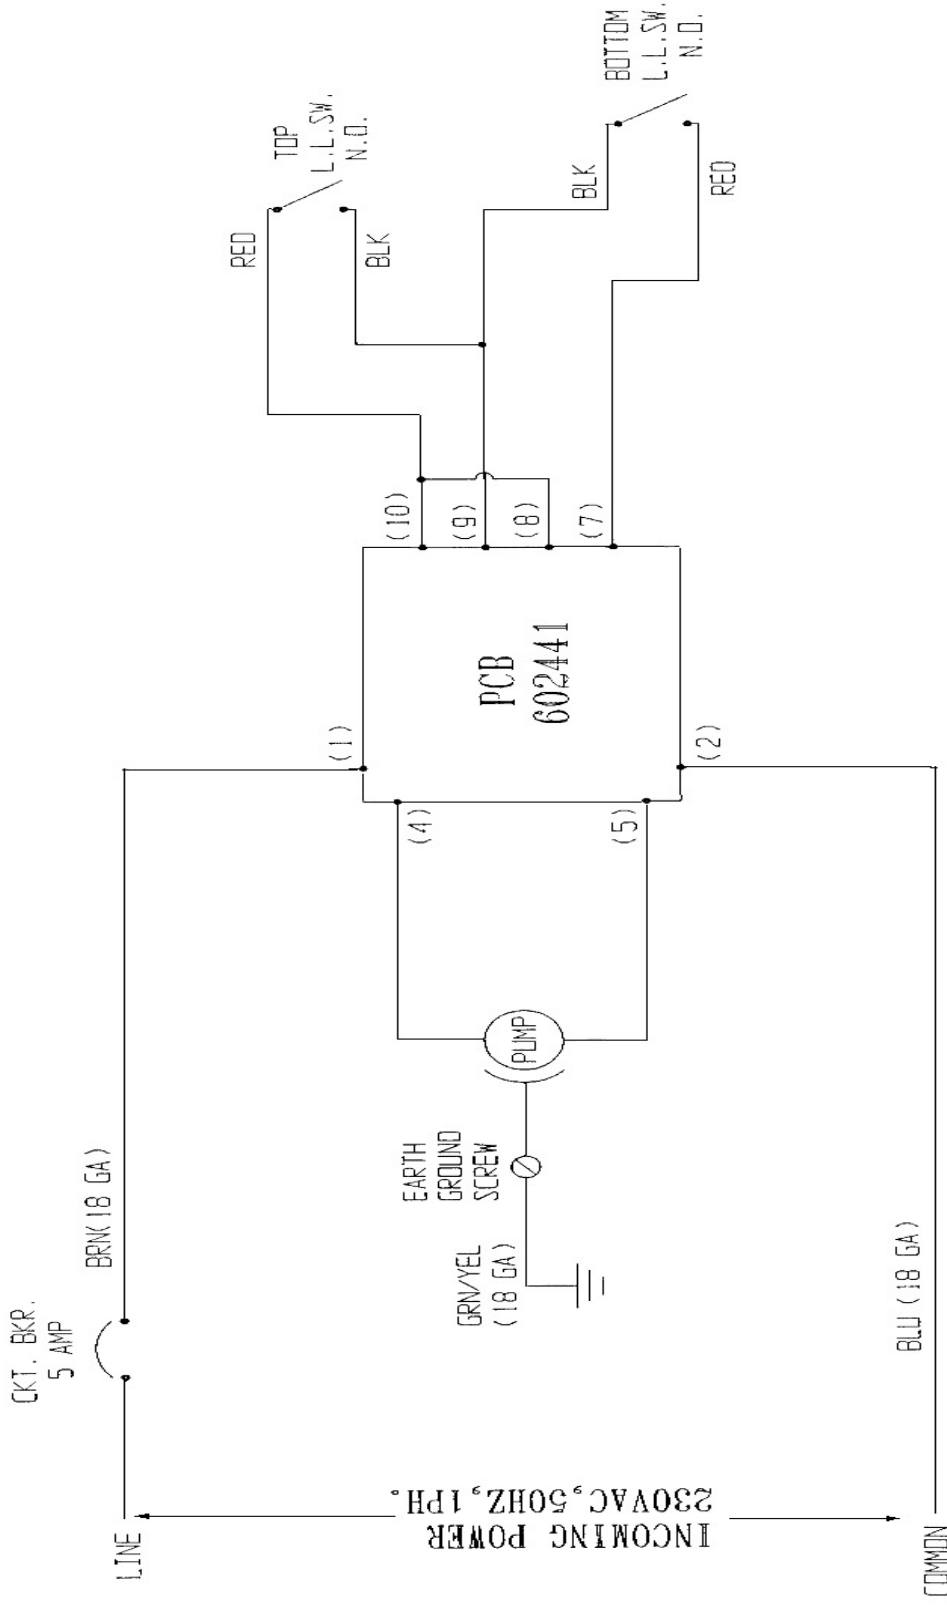 CKT. BKR.
5 AMP
BRN(18 GA)
LINE
INCOMING POWER
230VAC,50HZ,1PH.
COMMON
BLU (18 GA)
GRN/YEL
(18 GA)
EARTH
GROUND
SCREW
PUMP
(4)
(5)
(1)
(2)
PCB
602441
(10)
(9)
(8)
(7)
RED
BLK
TOP
L.L.SW.
N.O.
BLK
RED
BOTTOM
L.L.SW.
N.O.